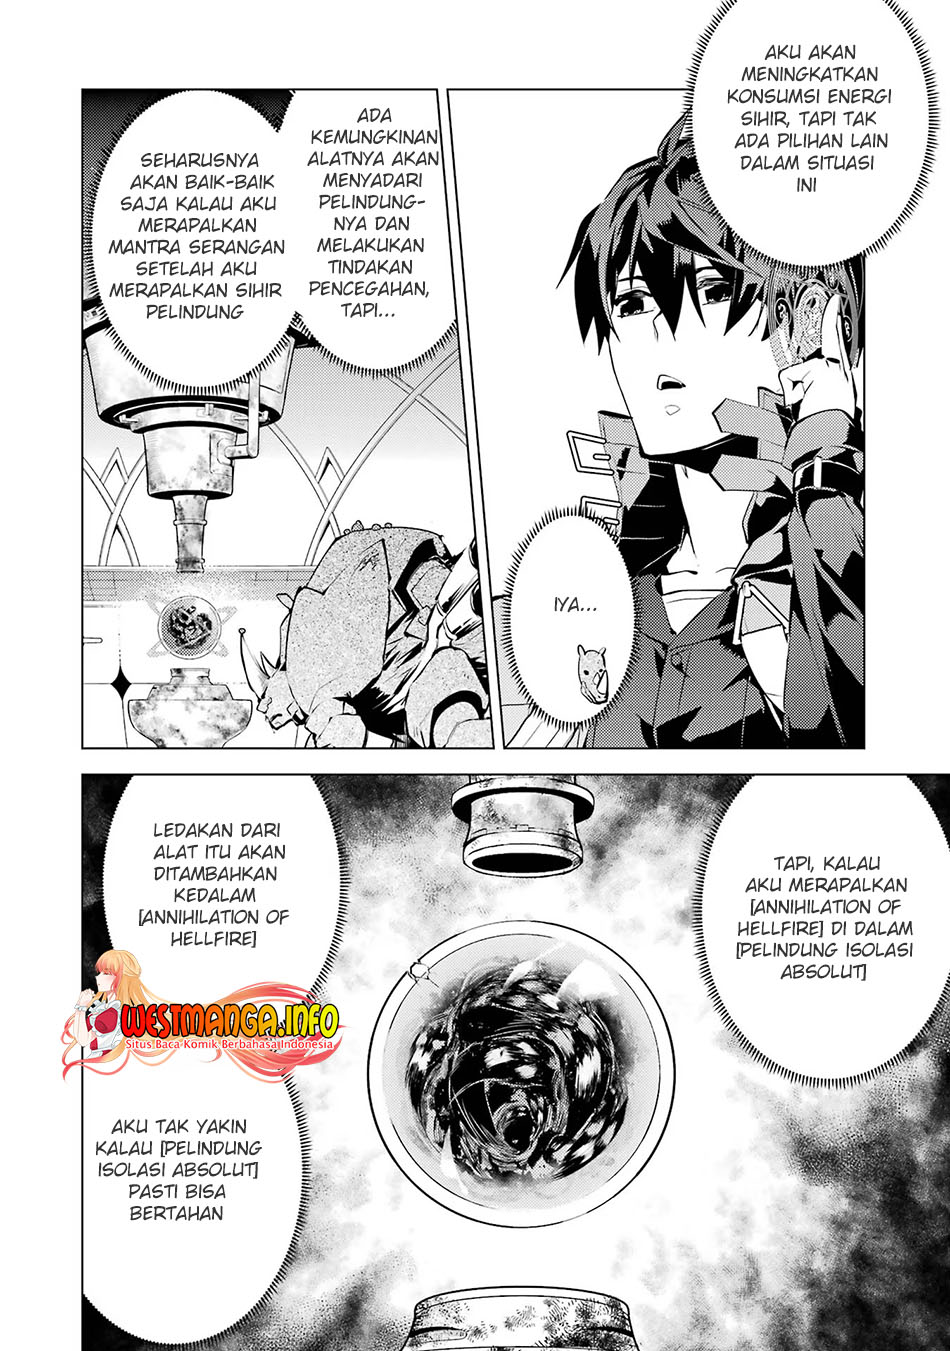 AKU AKAN
MENINGKATKAN
KONSUMSI ENERGI
SIHIR, TAPI TAK
ADA PILIHAN LAIN
DALAM SITUASI
INI
IYA...
ADA
KEMUNGKINAN
ALATNYA AKAN
MENYADARI
PELINDUNG-
NYA DAN
MELAKUKAN
TINDAKAN
PENCEGAHAN,
TAPI...
SEHARUSNYA
AKAN BAIK-BAIK
SAJA KALAU AKU
MERAPALKAN
MANTRA SERANGAN
SETELAH AKU
MERAPALKAN SIHIR
PELINDUNG
TAPI, KALAU
AKU MERAPALKAN
[ANNIHILATION OF
HELLFIRE] DI DALAM
[PELINDUNG ISOLASI
ABSOLUT]
LEDAKAN DARI
ALAT ITU AKAN
DITAMBAHKAN
KEDALAM
[ANNIHILATION OF
HELLFIRE]
WESTMANGA.INFO
Situs Baca Komik Berbahasa Indonesia
AKU TAK YAKIN
KALAU [PELINDUNG
ISOLASI ABSOLUT]
PASTI BISA
BERTAHAN